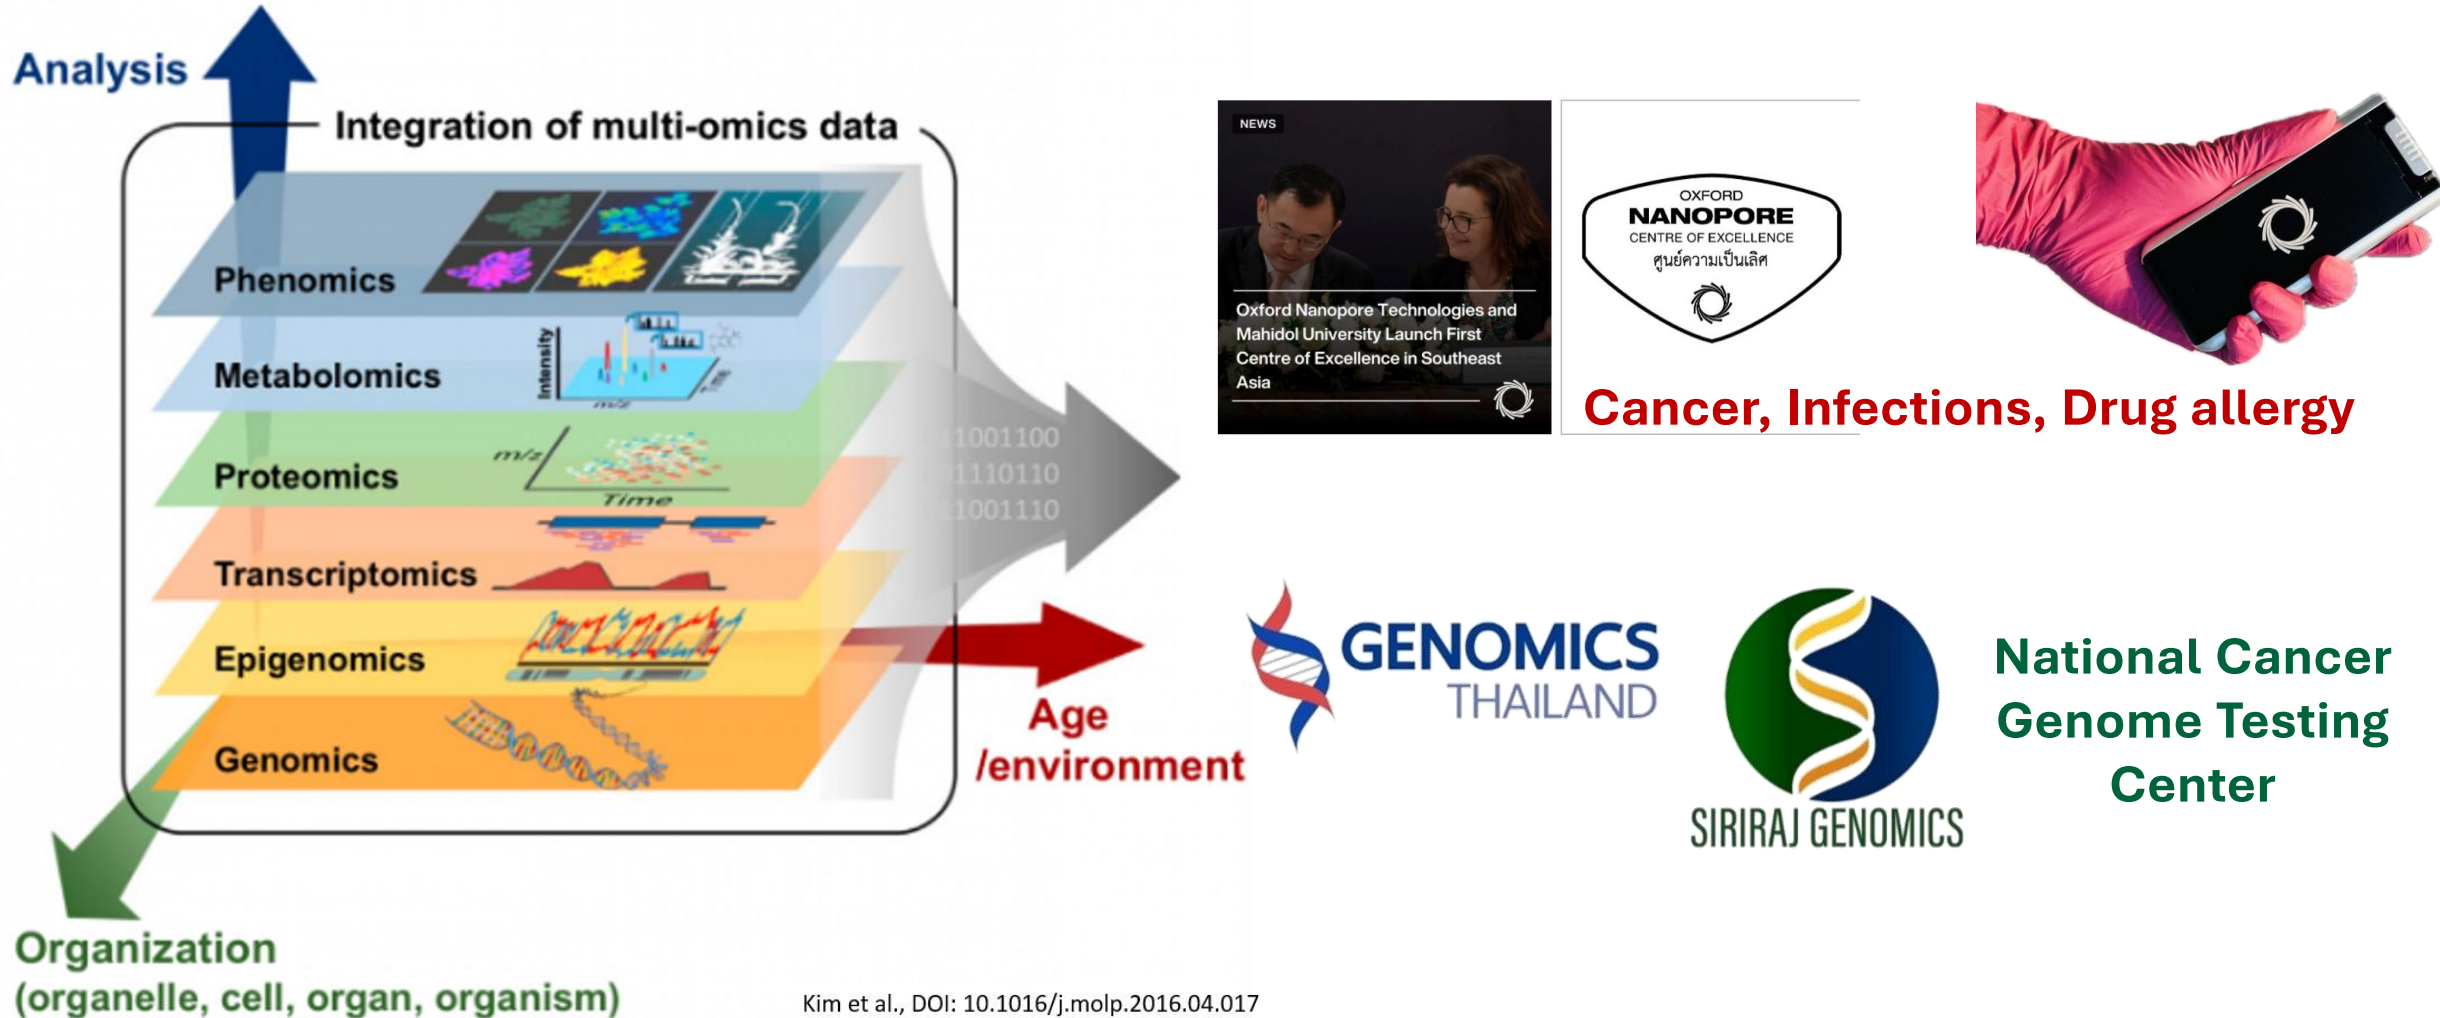 Analysis
Integration of multi-omics data
Phenomics
Metabolomics
Intensity
m/z
Time
Proteomics
m/z
Time
Transcriptomics
Epigenomics
Genomics
11001100
01110110
11001110
Age
/environment
Organization
(organelle, cell, organ, organism)
Kim et al., DOI: 10.1016/j.molp.2016.04.017
NEWS
Oxford Nanopore Technologies and
Mahidol University Launch First
Centre of Excellence in Southeast
Asia
OXFORD
NANOPORE
CENTRE OF EXCELLENCE
ศูนย์ความเป็นเลิศ
Cancer, Infections, Drug allergy
GENOMICS
THAILAND
SIRIRAJ GENOMICS
National Cancer
Genome Testing
Center